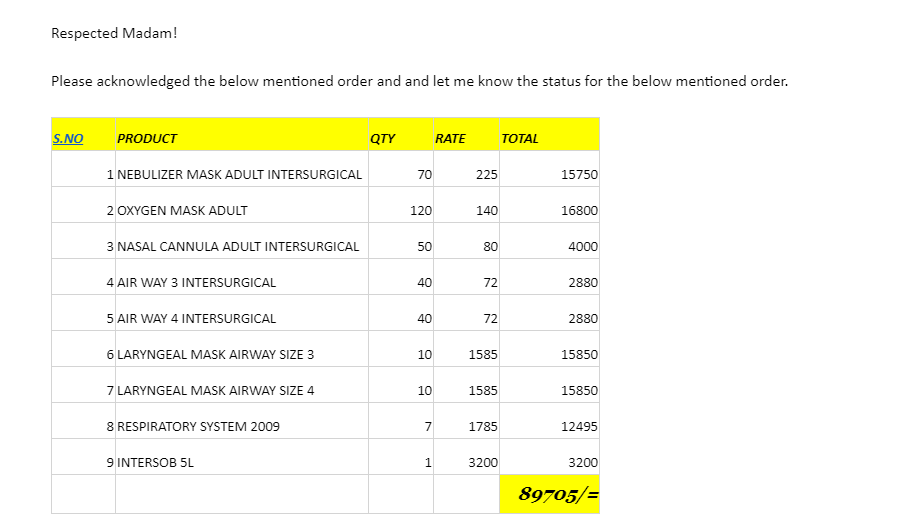 Respected Madam!
Please acknowledged the below mentioned order and and let me know the status for the below mentioned order.
S.NO PRODUCT QTY RATE TOTAL
1 NEBULIZER MASK ADULT INTERSURGICAL 70 225 15750
2 OXYGEN MASK ADULT 120 140 16800
3 NASAL CANNULA ADULT INTERSURGICAL 50 80 4000
4 AIR WAY 3 INTERSURGICAL 40 72 2880
5 AIR WAY 4 INTERSURGICAL 40 72 2880
6 LARYNGEAL MASK AIRWAY SIZE 3 10 1585 15850
7 LARYNGEAL MASK AIRWAY SIZE 4 10 1585 15850
8 RESPIRATORY SYSTEM 2009 7 1785 12495
9 INTERSOB 5L 1 3200 3200
89705/=